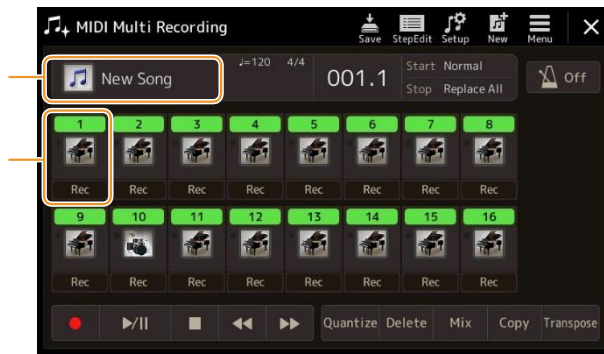 MIDI Multi Recording
Save StepEdit Setup New Menu
New Song
♩=120 4/4
001.1
Start Normal
Stop Replace All
Off
1 2 3 4 5 6 7 8
Rec Rec Rec Rec Rec Rec Rec Rec
9 10 11 12 13 14 15 16
Rec Rec Rec Rec Rec Rec Rec Rec
Quantize Delete Mix Copy Transpose